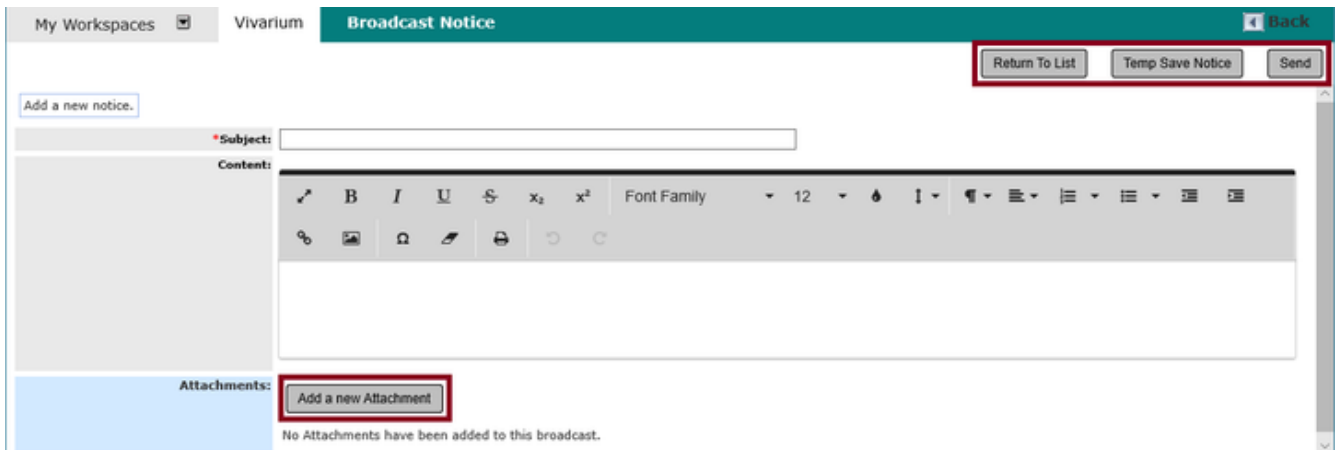 My Workspaces Vivarium Broadcast Notice Back
Return To List Temp Save Notice Send
Add a new notice.
*Subject:
Content:
B I U S x₂ x² Font Family 12
Ω
Attachments:
Add a new Attachment
No Attachments have been added to this broadcast.